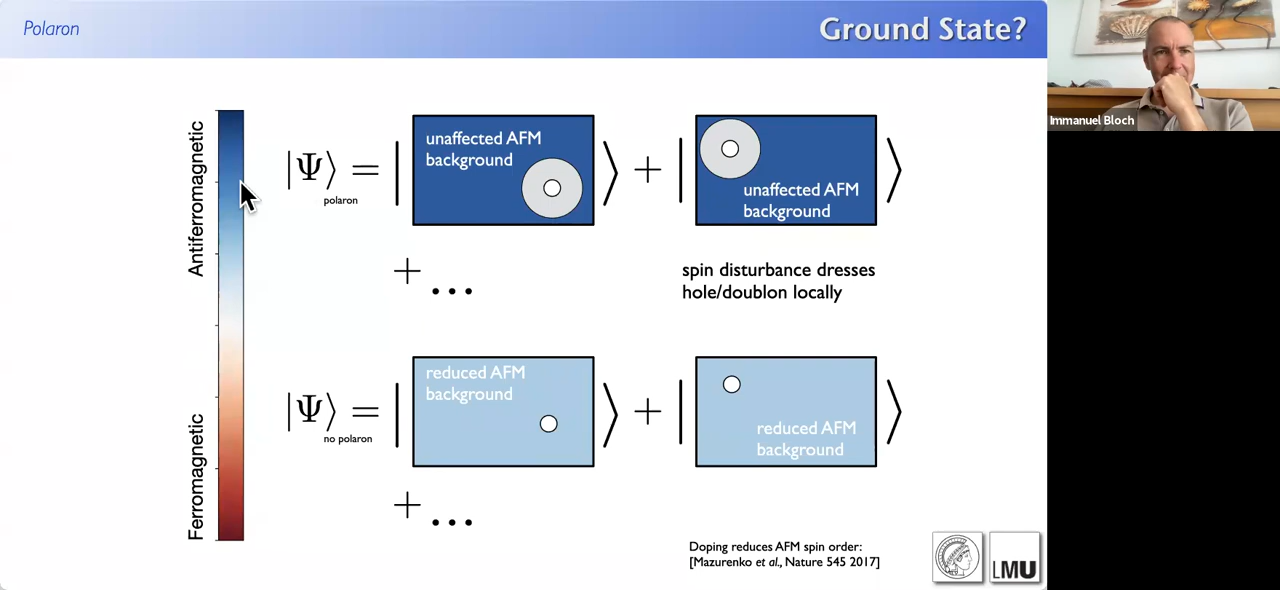 Polaron
Ground State?
Immanuel Bloch
Antiferromagnetic
Ferromagnetic
|Ψ⟩ = |
polaron
unaffected AFM
background
⟩ + |
unaffected AFM
background
⟩
+ ...
spin disturbance dresses
hole/doublon locally
|Ψ⟩ = |
no polaron
reduced AFM
background
⟩ + |
reduced AFM
background
⟩
+ ...
Doping reduces AFM spin order:
[Mazurenko et al., Nature 545 2017]
LMU